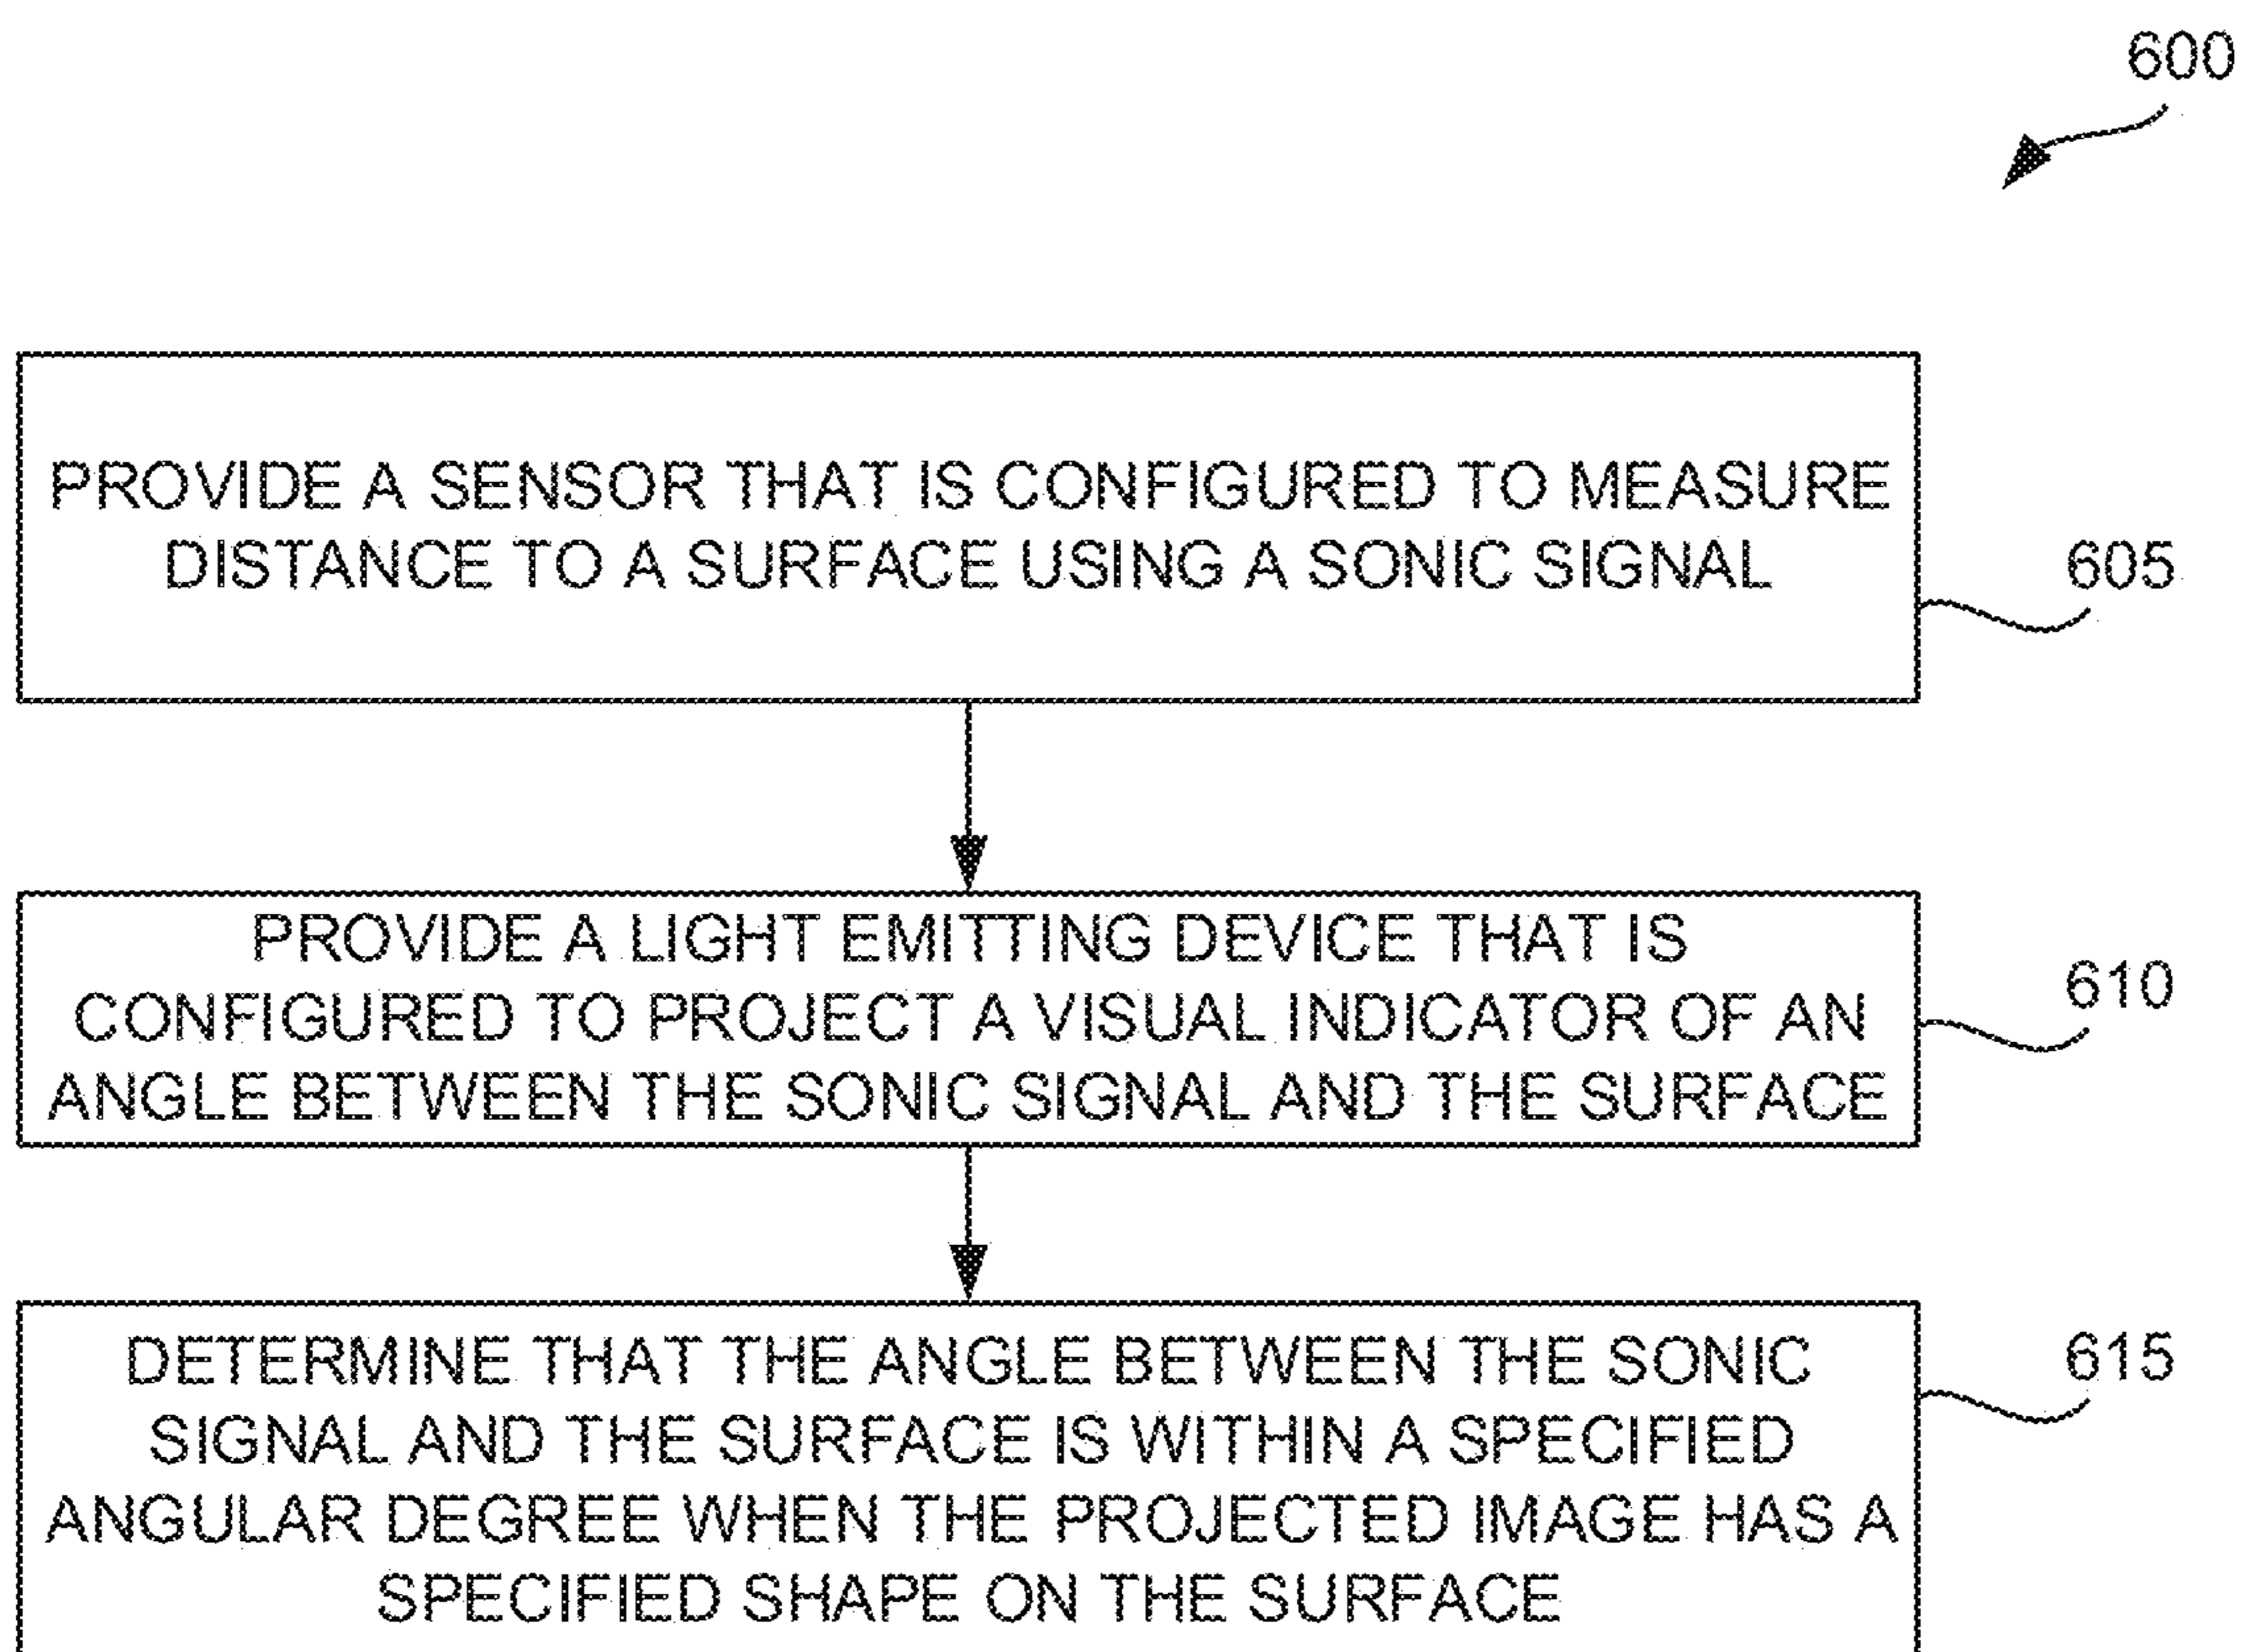 600
PROVIDE A SENSOR THAT IS CONFIGURED TO MEASURE
DISTANCE TO A SURFACE USING A SONIC SIGNAL
605
PROVIDE A LIGHT EMITTING DEVICE THAT IS
CONFIGURED TO PROJECT A VISUAL INDICATOR OF AN
ANGLE BETWEEN THE SONIC SIGNAL AND THE SURFACE
610
DETERMINE THAT THE ANGLE BETWEEN THE SONIC
SIGNAL AND THE SURFACE IS WITHIN A SPECIFIED
ANGULAR DEGREE WHEN THE PROJECTED IMAGE HAS A
SPECIFIED SHAPE ON THE SURFACE
615